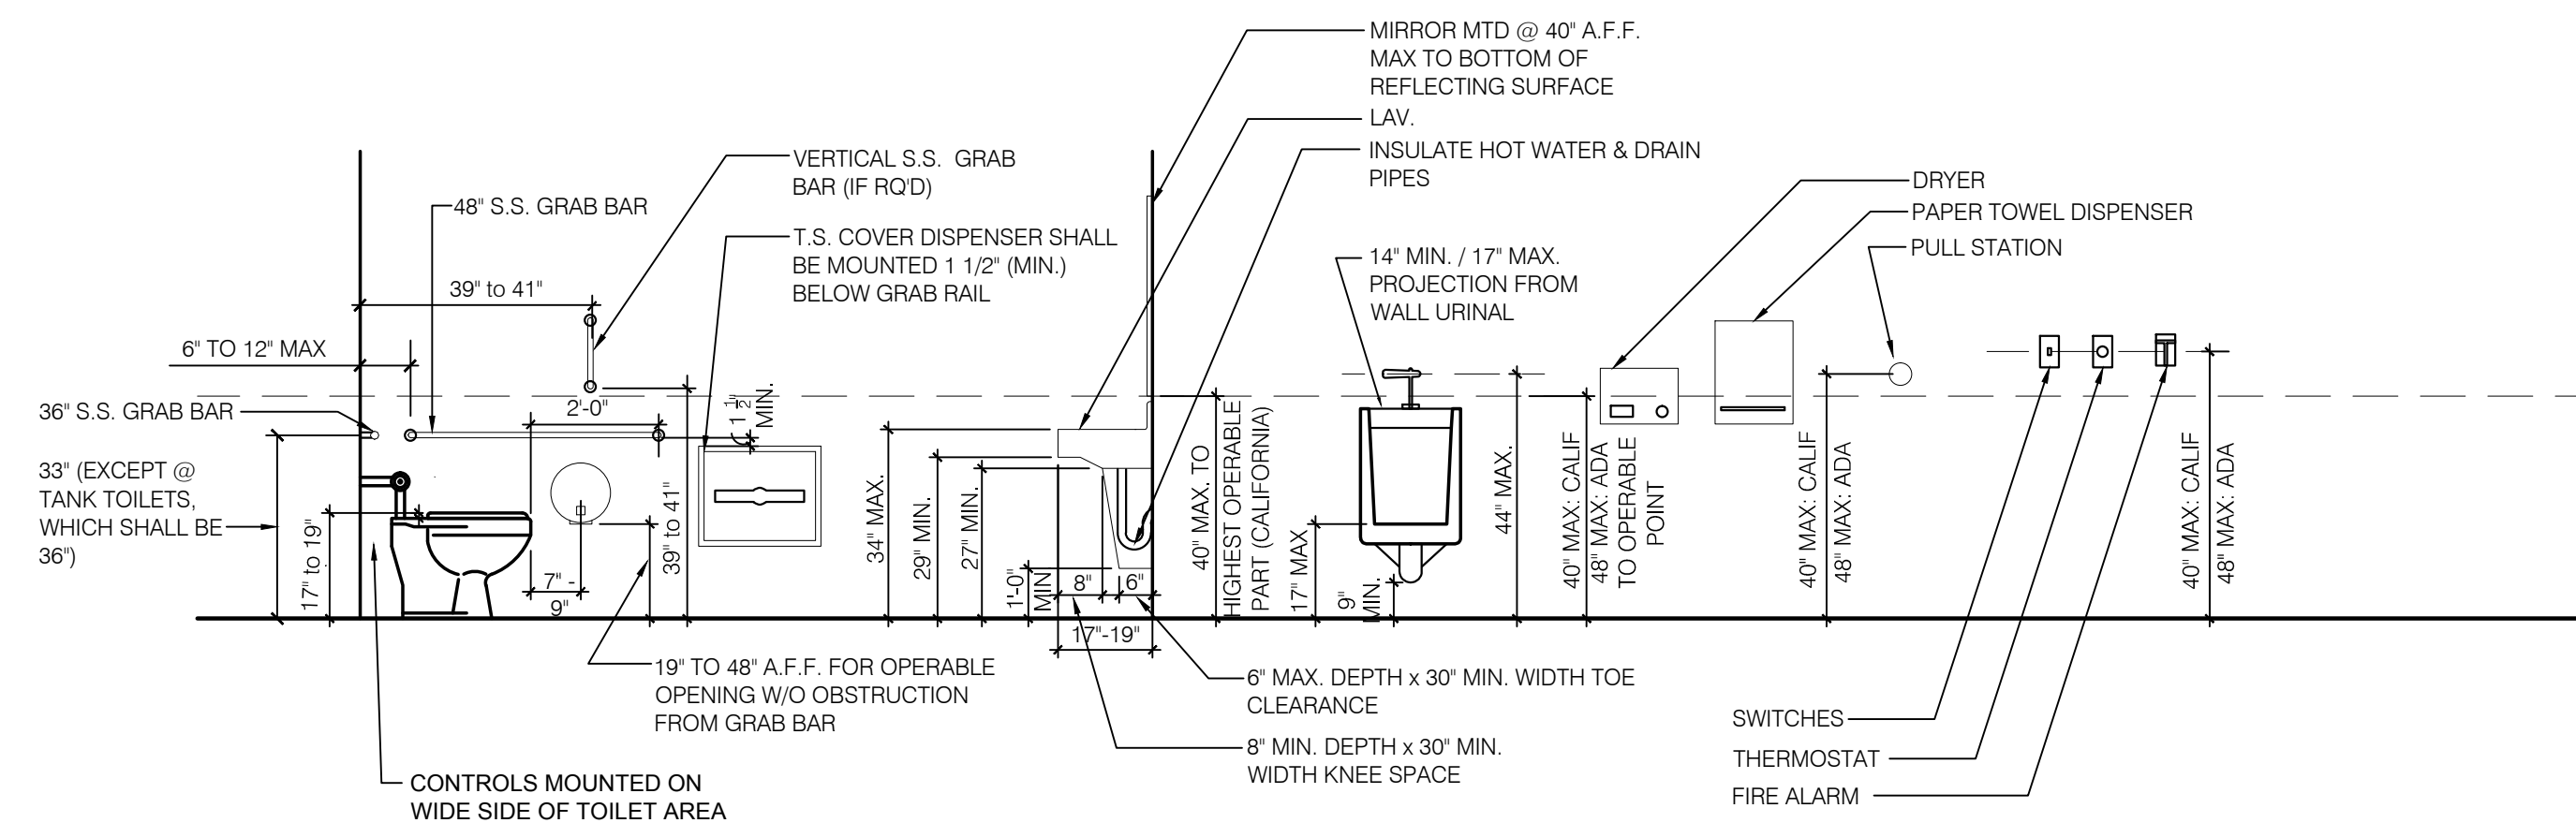 MIRROR MTD @ 40" A.F.F.
MAX TO BOTTOM OF
REFLECTING SURFACE
LAV.
INSULATE HOT WATER & DRAIN
PIPES
VERTICAL S.S. GRAB
BAR (IF RQ'D)
48" S.S. GRAB BAR
T.S. COVER DISPENSER SHALL
BE MOUNTED 1 1/2" (MIN.)
BELOW GRAB RAIL
39" to 41"
6" TO 12" MAX
36" S.S. GRAB BAR
33" (EXCEPT @
TANK TOILETS,
WHICH SHALL BE
36")
17" to 19"
2'-0"
1 1/2"
MIN.
39" to 41"
7" -
9"
19" TO 48" A.F.F. FOR OPERABLE
OPENING W/O OBSTRUCTION
FROM GRAB BAR
CONTROLS MOUNTED ON
WIDE SIDE OF TOILET AREA
34" MAX.
29" MIN.
27" MIN.
1'-0"
MIN
8"
6"
17"-19"
40" MAX. TO
HIGHEST OPERABLE
PART (CALIFORNIA)
6" MAX. DEPTH x 30" MIN. WIDTH TOE
CLEARANCE
8" MIN. DEPTH x 30" MIN.
WIDTH KNEE SPACE
14" MIN. / 17" MAX.
PROJECTION FROM
WALL URINAL
17" MAX
9"
MIN.
44" MAX.
DRYER
PAPER TOWEL DISPENSER
PULL STATION
40" MAX: CALIF
48" MAX: ADA
TO OPERABLE
POINT
40" MAX: CALIF
48" MAX: ADA
40" MAX: CALIF
48" MAX: ADA
SWITCHES
THERMOSTAT
FIRE ALARM